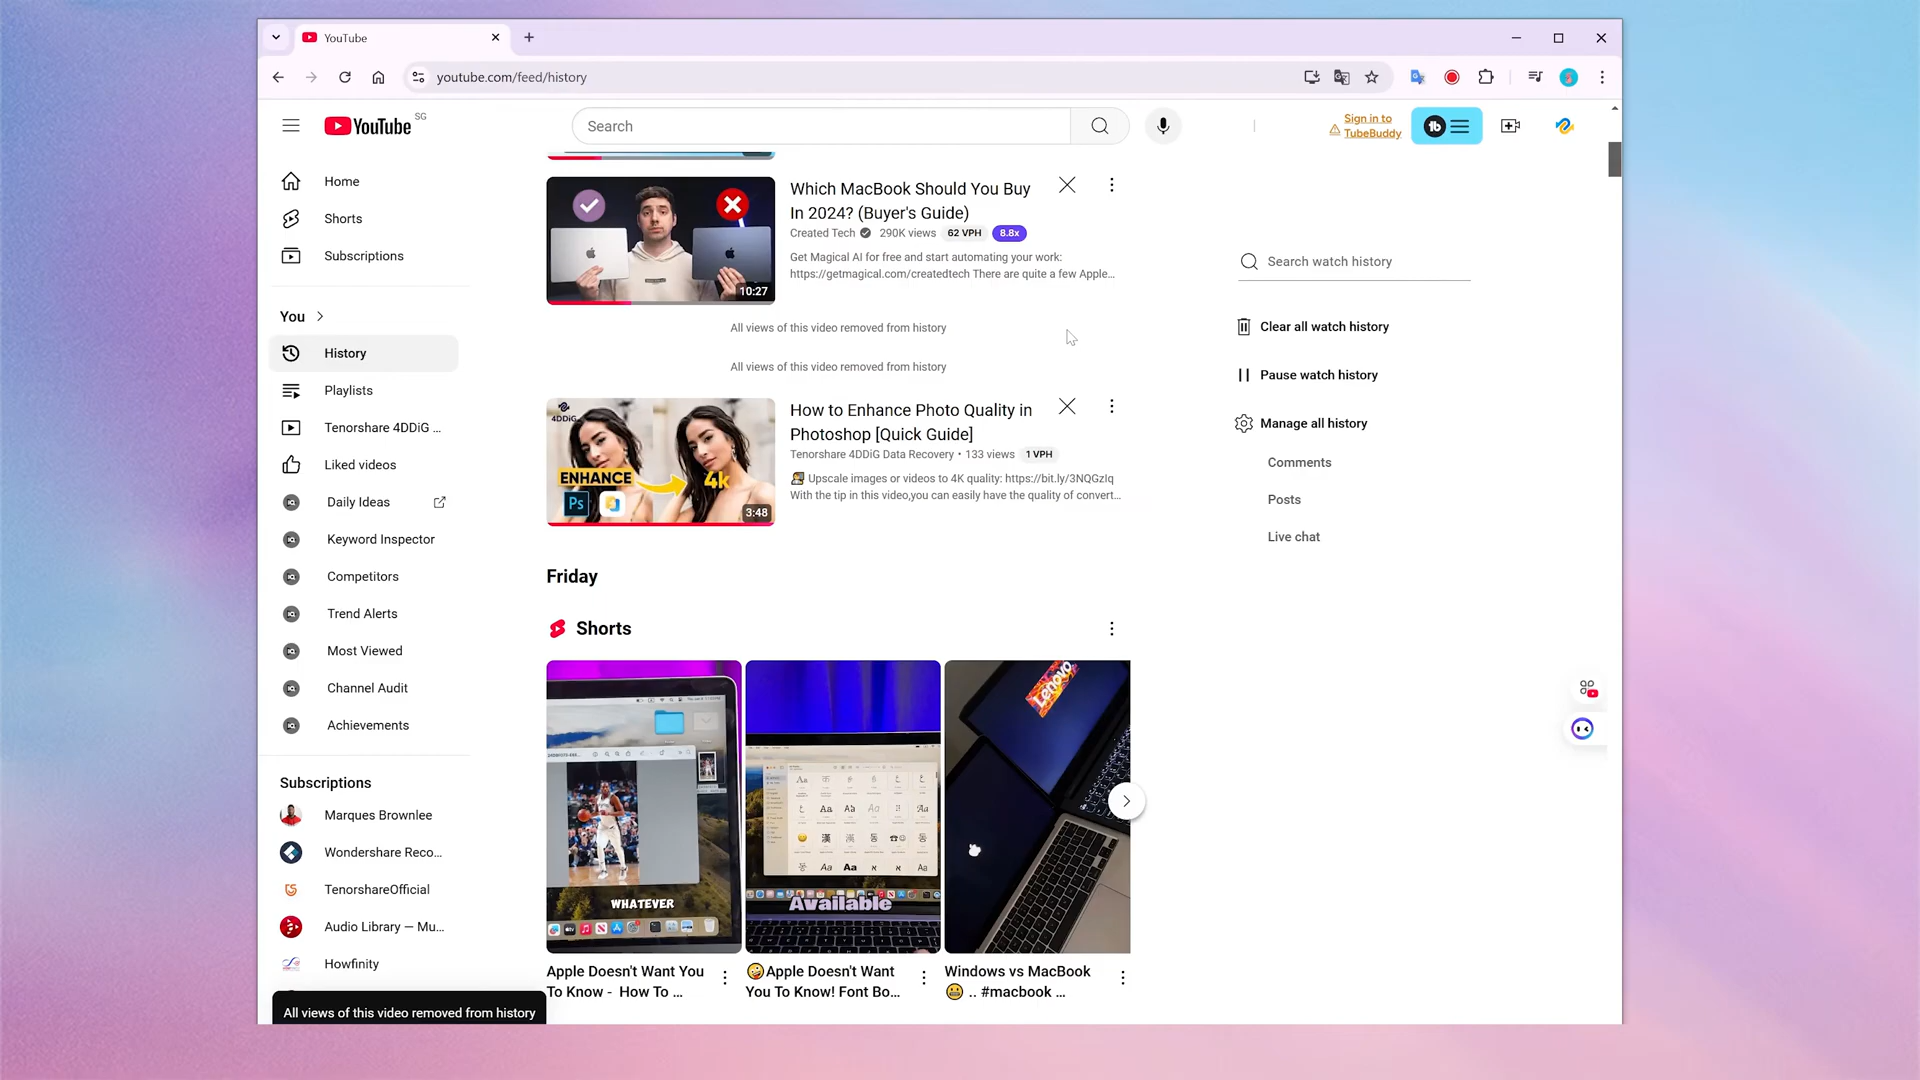 YouTube
youtube.com/feed/history
YouTube SG
Search
Sign in to
TubeBuddy
tb
Home
Shorts
Subscriptions
You
History
Playlists
Tenorshare 4DDiG ...
Liked videos
Daily Ideas
Keyword Inspector
Competitors
Trend Alerts
Most Viewed
Channel Audit
Achievements
Subscriptions
Marques Brownlee
Wondershare Reco...
TenorshareOfficial
Audio Library — Mu...
Howfinity
All views of this video removed from history
10:27
Which MacBook Should You Buy
In 2024? (Buyer's Guide)
Created Tech 290K views 62 VPH 8.8x
Get Magical AI for free and start automating your work:
https://getmagical.com/createdtech There are quite a few Apple...
All views of this video removed from history
All views of this video removed from history
4DDiG
ENHANCE
4k
Ps
3:48
How to Enhance Photo Quality in
Photoshop [Quick Guide]
Tenorshare 4DDiG Data Recovery • 133 views 1 VPH
Upscale images or videos to 4K quality: https://bit.ly/3NQGzIq
With the tip in this video,you can easily have the quality of convert...
Friday
Shorts
WHATEVER
Available
Lenovo
Apple Doesn't Want You
To Know - How To ...
🤪Apple Doesn't Want
You To Know! Font Bo...
Windows vs MacBook
😬 .. #macbook ...
Search watch history
Clear all watch history
Pause watch history
Manage all history
Comments
Posts
Live chat